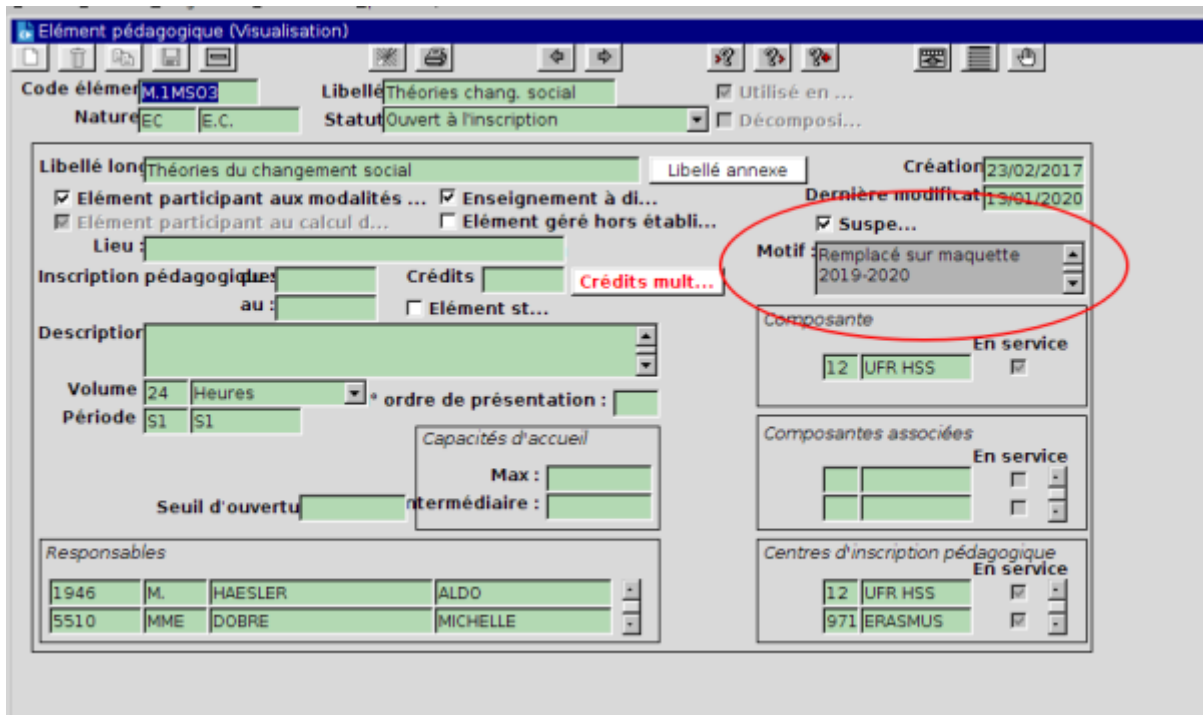 Elément pédagogique (Visualisation)
Code élémen M.1MSO3 Libellé Théories chang. social Utilisé en ...
Nature EC E.C. Statut Ouvert à l'inscription Décomposi...
Libellé long Théories du changement social Libellé annexe Création 23/02/2017
Elément participant aux modalités ... Enseignement à di... Dernière modificat 19/01/2020
Elément participant au calcul d... Elément géré hors établi... Suspe...
Lieu : Motif : Remplacé sur maquette
2019-2020
Inscription pédagogique Crédits Crédits mult...
au : Elément st...
Description
Composante
En service
12 UFR HSS
Volume 24 Heures ° ordre de présentation :
Période S1 S1
Capacités d'accueil
Max :
Seuil d'ouvertu ntermédiaire :
Composantes associées
En service
Responsables
1946 M. HAESLER ALDO
5510 MME DOBRE MICHELLE
Centres d'inscription pédagogique
En service
12 UFR HSS
971 ERASMUS